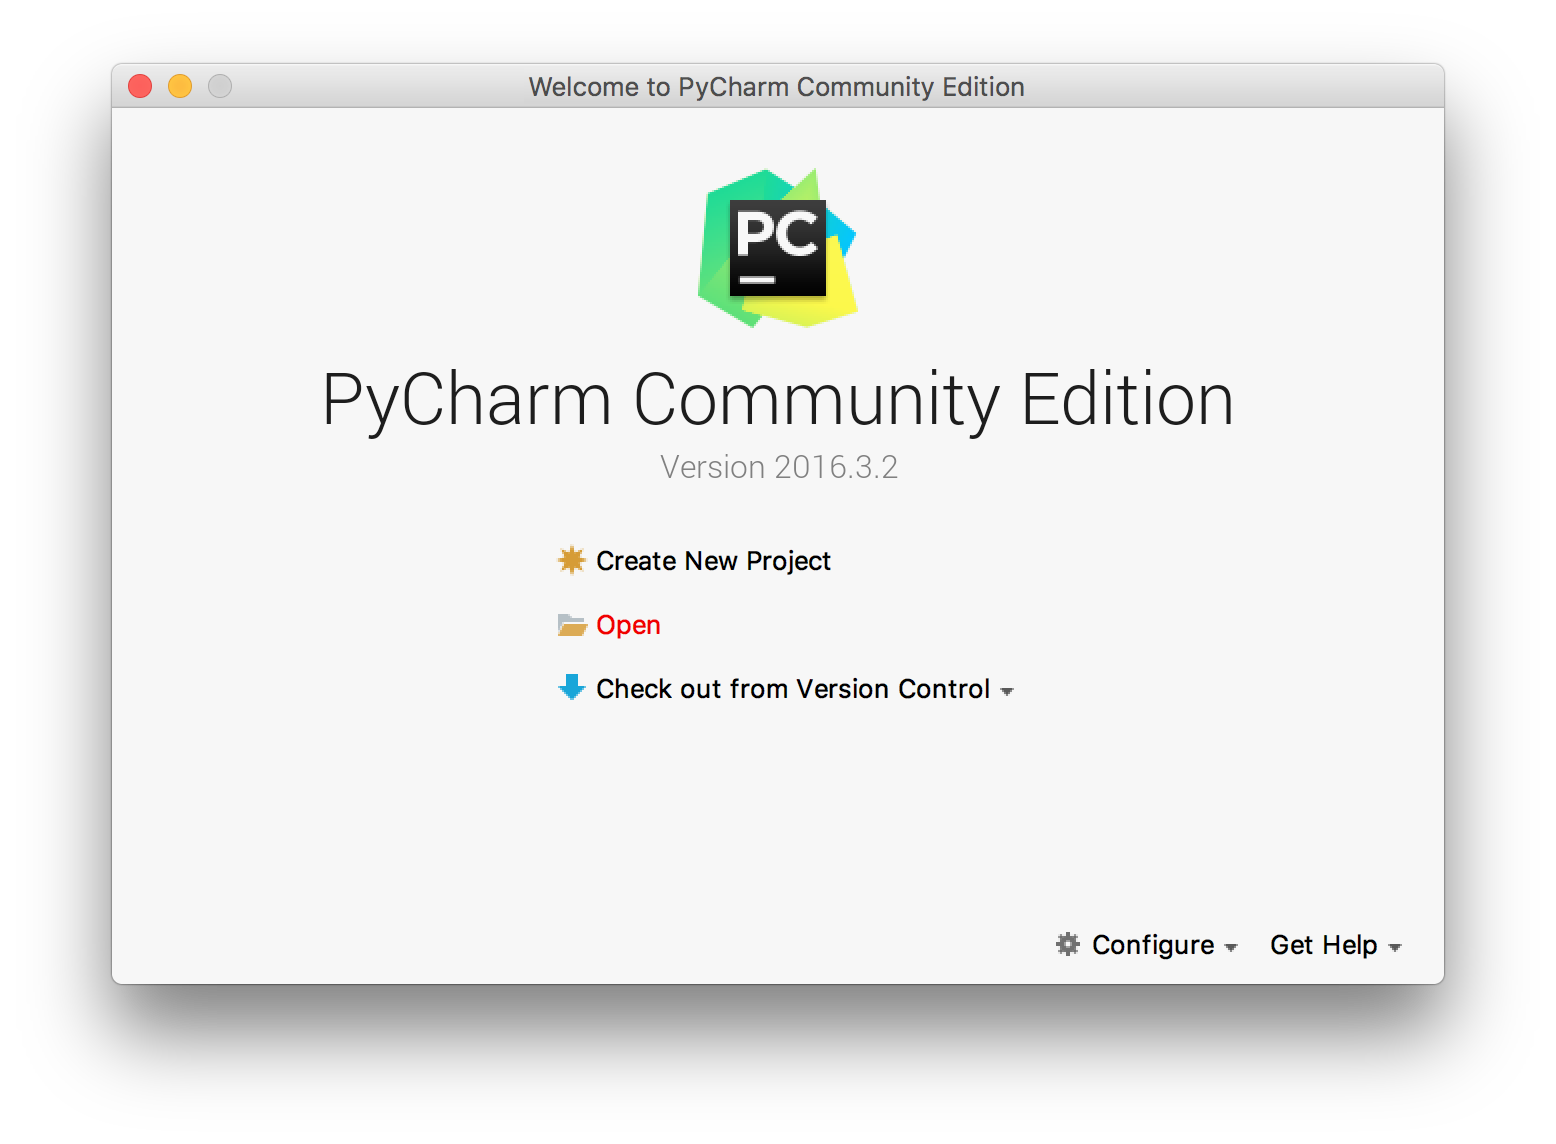 Welcome to PyCharm Community Edition
PC
PyCharm Community Edition
Version 2016.3.2
Create New Project
Open
Check out from Version Control
Configure
Get Help